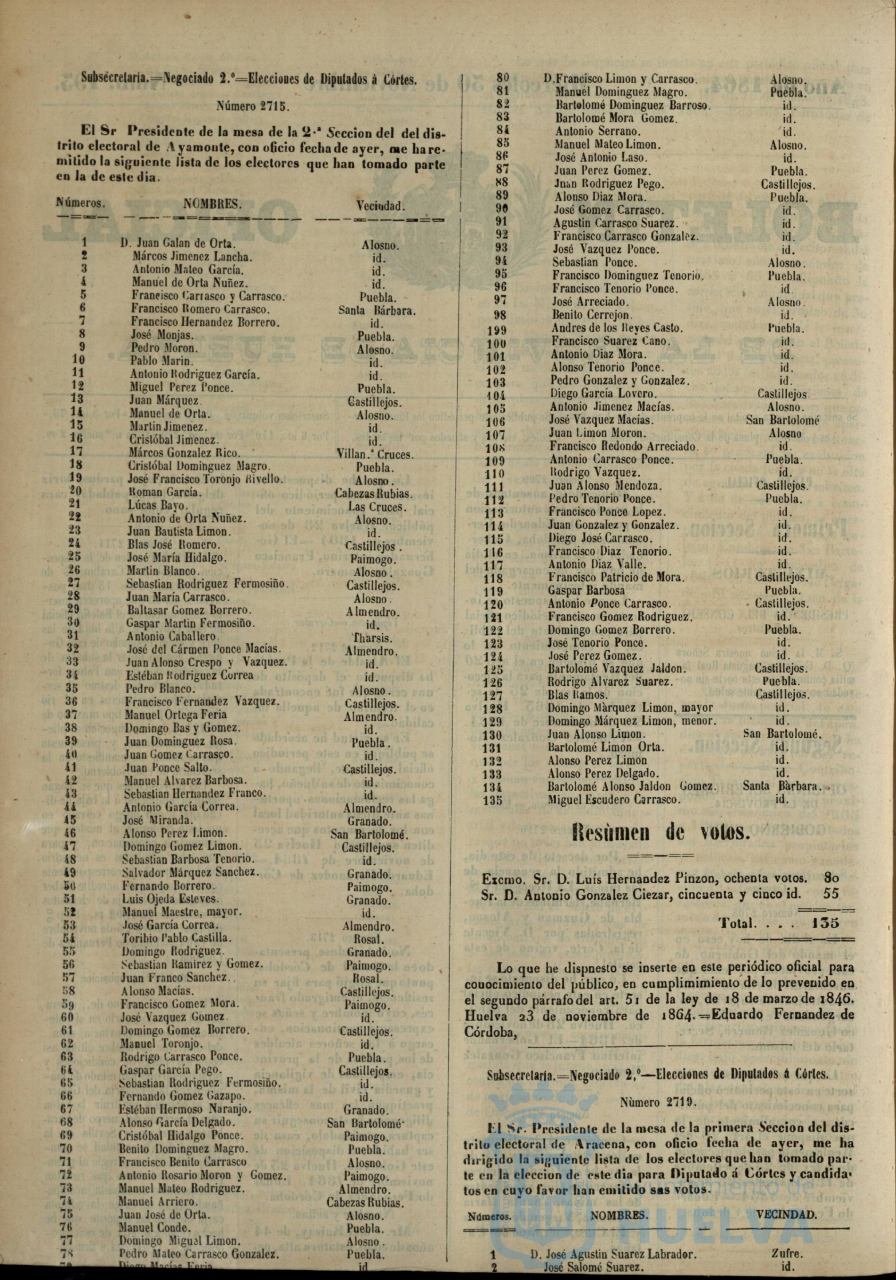 Subsecretaría.=Negociado 2.º=Elecciones de Diputados á Córtes.
Número 2715.
El Sr Presidente de la mesa de la 2.ª Seccion del del dis-
trito electoral de Ayamonte, con oficio fecha de ayer, me ha re-
mitido la siguiente lista de los electores que han tomado parte
en la de este dia.
Números. NOMBRES. Veciudad.
1 D. Juan Galan de Orta. Alosno.
2 Márcos Jimenez Lancha. id.
3 Antonio Mateo García. id.
4 Manuel de Orta Nuñez. id.
5 Francisco Carrasco y Carrasco. Puebla.
6 Francisco Romero Carrasco. Santa Bárbara.
7 Francisco Hernandez Borrero. id.
8 José Monjas. Puebla.
9 Pedro Moron. Alosno.
10 Pablo Marin. id.
11 Antonio Rodriguez García. id.
12 Miguel Perez Ponce. Puebla.
13 Juan Márquez Castillejos.
14 Manuel de Orta. Alosno.
15 Martin Jimenez. id.
16 Cristóbal Jimenez. id.
17 Márcos Gonzalez Rico. Villan.ª Cruces.
18 Cristóbal Dominguez Magro. Puebla.
19 José Francisco Toronjo Rivello. Alosno.
20 Roman García. Cabezas Rubias.
21 Lúcas Bayo. Las Cruces.
22 Antonio de Orta Nuñez. Alosno.
23 Juan Bautista Limon. id.
24 Blas José Romero. Castillejos.
25 José María Hidalgo. Paimogo.
26 Martin Blanco. Alosno.
27 Sebastian Rodriguez Fermosiño. Castillejos.
28 Juan María Carrasco. Alosno.
29 Baltasar Gomez Borrero. Almendro.
30 Gaspar Martin Fermosiño. id.
31 Antonio Caballero Tharsis.
32 José del Cármen Ponce Macías. Almendro.
33 Juan Alonso Crespo y Vazquez. id.
34 Estéban Rodriguez Correa id.
35 Pedro Blanco. Alosno.
36 Francisco Fernandez Vazquez. Castillejos.
37 Manuel Ortega Feria Almendro.
38 Domingo Bas y Gomez. id.
39 Juan Dominguez Rosa. Puebla.
40 Juan Gomez Carrasco. id.
41 Juan Ponce Salto. Castillejos.
42 Manuel Alvarez Barbosa. id.
43 Sebastian Hernandez Franco. id.
44 Antonio García Correa. Almendro.
45 José Miranda. Granado.
46 Alonso Perez Limon. San Bartolomé.
47 Domingo Gomez Limon. Castillejos.
48 Sebastian Barbosa Tenorio. id.
49 Salvador Márquez Sanchez. Granado.
50 Fernando Borrero. Paimogo.
51 Luis Ojeda Esteves. Granado.
52 Manuel Maestre, mayor. id.
53 José García Correa. Almendro.
54 Toribio Pablo Castilla. Rosal.
55 Domingo Rodriguez. Granado.
56 Sebastian Ramirez y Gomez. Paimogo.
57 Juan Franco Sanchez. Rosal.
58 Alonso Macías. Castillejos.
59 Francisco Gomez Mora. Paimogo.
60 José Vazquez Gomez id.
61 Domingo Gomez Borrero. Castillejos.
62 Manuel Toronjo. id.
63 Rodrigo Carrasco Ponce. Puebla.
64 Gaspar García Pego. Castillejos.
65 Sebastian Rodriguez Fermosiño. id.
66 Fernando Gomez Gazapo. id.
67 Estéban Hermoso Naranjo. Granado.
68 Alonso García Delgado. San Bartolomé.
69 Cristóbal Hidalgo Ponce. Paimogo.
70 Benito Dominguez Magro. Puebla.
71 Francisco Benito Carrasco Alosno.
72 Antonio Rosario Moron y Gomez. Paimogo.
73 Manuel Mateo Rodriguez. Almendro.
74 Manuel Arriero. Cabezas Rubias.
75 Juan José de Orta. Alosno.
76 Manuel Conde. Puebla.
77 Domingo Miguel Limon. Alosno.
78 Pedro Mateo Carrasco Gonzalez. Puebla.
79 Diego Macías Feria id
80 D. Francisco Limon y Carrasco. Alosno.
81 Manuel Dominguez Magro. Puebla.
82 Bartolomé Dominguez Barroso. id.
83 Bartolomé Mora Gomez. id.
84 Antonio Serrano. id.
85 Manuel Mateo Limon. Alosno.
86 José Antonio Laso. id.
87 Juan Perez Gomez. Puebla.
88 Juan Rodriguez Pego. Castillejos.
89 Alonso Diaz Mora. Puebla.
90 José Gomez Carrasco. id.
91 Agustin Carrasco Suarez. id.
92 Francisco Carrasco Gonzalez. id.
93 José Vazquez Ponce. id.
94 Sebastian Ponce. Alosno.
95 Francisco Dominguez Tenorio. Puebla.
96 Francisco Tenorio Ponce. id.
97 José Arreciado. Alosno.
98 Benito Cerrejon. id.
199 Andres de los Reyes Casto. Puebla.
100 Francisco Suarez Cano. id.
101 Antonio Diaz Mora. id.
102 Alonso Tenorio Ponce. id.
103 Pedro Gonzalez y Gonzalez. id.
104 Diego García Lovero. Castillejos
105 Antonio Jimenez Macías. Alosno.
106 José Vazquez Macías. San Bartolomé
107 Juan Limon Moron. Alosno
108 Francisco Redondo Arreciado. id.
109 Antonio Carrasco Ponce. Puebla.
110 Rodrigo Vazquez. id.
111 Juan Alonso Mendoza. Castillejos.
112 Pedro Tenorio Ponce. Puebla.
113 Francisco Ponce Lopez. id.
114 Juan Gonzalez y Gonzalez. id.
115 Diego José Carrasco. id.
116 Francisco Diaz Tenorio. id.
117 Antonio Diaz Valle. id.
118 Francisco Patricio de Mora. Castillejos.
119 Gaspar Barbosa Puebla.
120 Antonio Ponce Carrasco. Castillejos.
121 Francisco Gomez Rodriguez. id.
122 Domingo Gomez Borrero. Puebla.
123 José Tenorio Ponce. id.
124 José Perez Gomez. id.
125 Bartolomé Vazquez Jaldon. Castillejos.
126 Rodrigo Alvarez Suarez. Puebla.
127 Blas Ramos. Castillejos.
128 Domingo Màrquez Limon, mayor id.
129 Domingo Márquez Limon, menor. id.
130 Juan Alonso Limon. San Bartolomé.
131 Bartolomé Limon Orta. id.
132 Alonso Perez Limon id.
133 Alonso Perez Delgado. id.
134 Bartolomé Alonso Jaldon Gomez. Santa Bàrbara.
135 Miguel Escudero Carrasco. id.
Resùmen de votos.
Excmo. Sr. D. Luís Hernandez Pinzon, ochenta votos. 80
Sr. D. Antonio Gonzalez Ciezar, cincuenta y cinco id. 55
Total. . . . 135
Lo que he dispnesto se inserte en este periódico oficial para
conocimiento del público, en cumplimimiento de lo prevenido en
el segundo párrafo del art. 51 de la ley de 18 de marzo de 1846.
Huelva 23 de noviembre de 1864.=Eduardo Fernandez de
Córdoba,
Subsecretaria.=Negociado 2,º—Elecciones de Diputados á Córtes.
Nùmero 2719.
El Sr. Presidente de la mesa de la primera Seccion del dis-
trito electoral de Aracena, con oficio fecha de ayer, me ha
dirigido la siguiente lista de los electores que han tomado par-
te en la eleccion de este dia para Diputado á Córtes y candida-
tos en cuyo favor han emitido sus votos.
Números. NOMBRES. VECINDAD.
1 D. José Agustin Suarez Labrador. Zufre.
2 José Salomé Suarez. id.
HUELVA